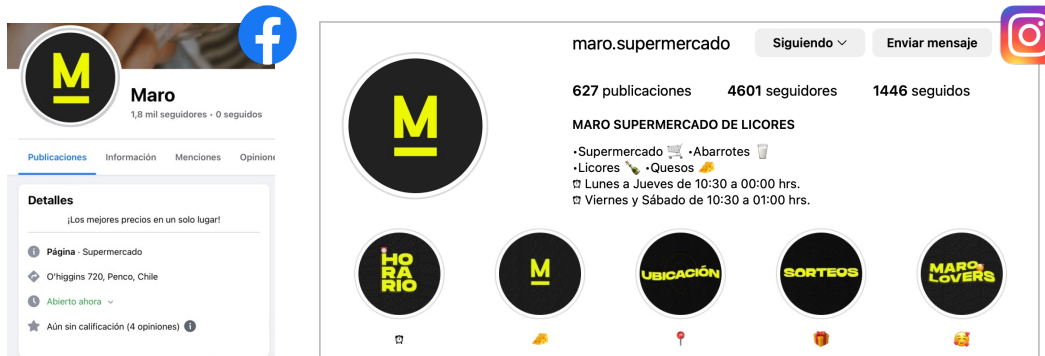 M
Maro
1,8 mil seguidores · 0 seguidos
Publicaciones Información Menciones
Detalles
¡Los mejores precios en un solo lugar!
Página · Supermercado
O'higgins 720, Penco, Chile
Abierto ahora
Aún sin calificación (4 opiniones)
M
maro.supermercado Siguiendo Enviar mensaje
627 publicaciones 4601 seguidores 1446 seguidos
MARO SUPERMERCADO DE LICORES
•Supermercado 🛒 •Abarrotes 🥛
•Licores 🍾 •Quesos 🧀
⏰ Lunes a Jueves de 10:30 a 00:00 hrs.
⏰ Viernes y Sábado de 10:30 a 01:00 hrs.
HO
RA
RIO
M
UBICACIÓN
SORTEOS
MARO
LOVERS